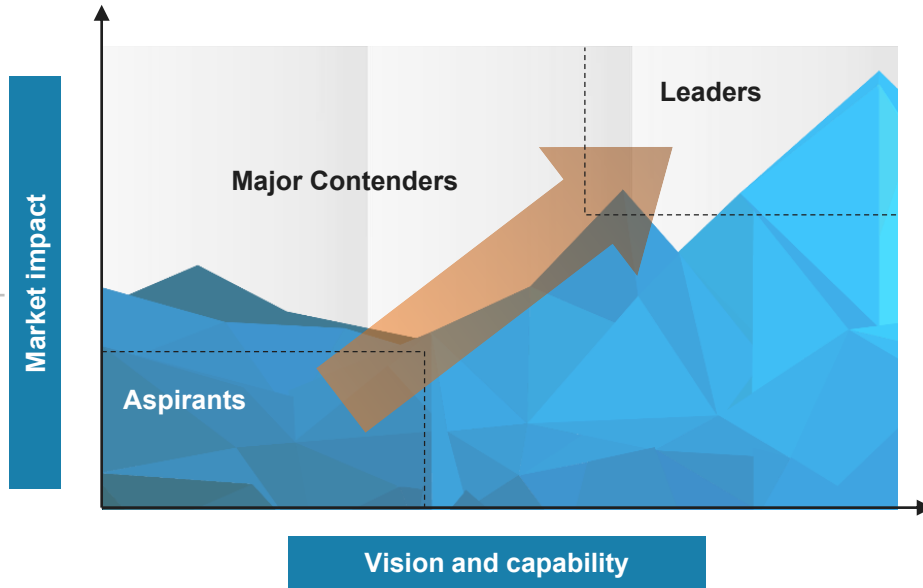 Leaders
Major Contenders
Market impact
Aspirants
Vision and capability